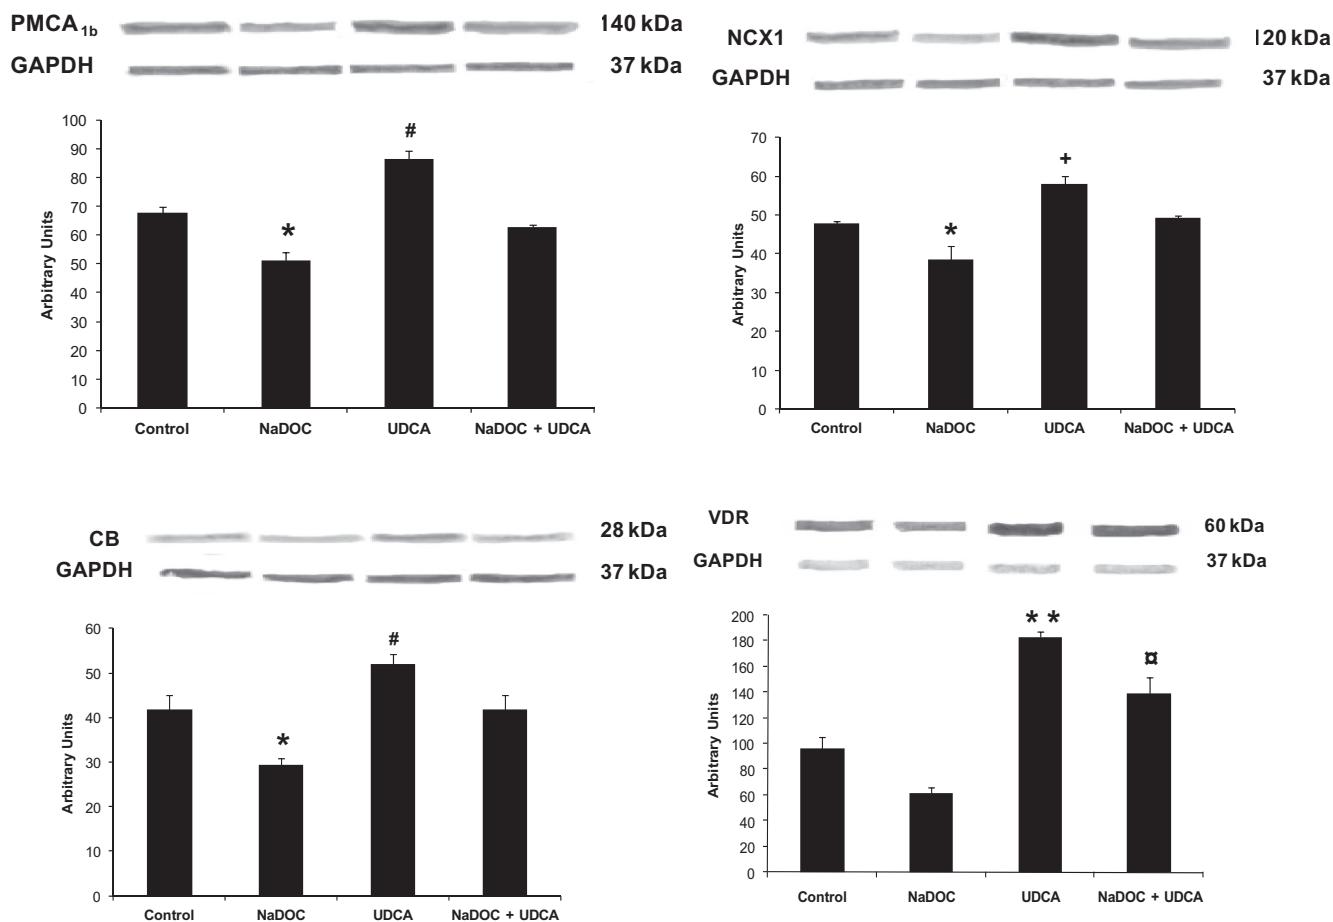 PMCA1b 140 kDa
GAPDH 37 kDa
100
90
80
70
60
50
40
30
20
10
0
Arbitrary Units
*
#
Control NaDOC UDCA NaDOC + UDCA
NCX1 120 kDa
GAPDH 37 kDa
70
60
50
40
30
20
10
0
Arbitrary Units
*
+
Control NaDOC UDCA NaDOC + UDCA
CB 28 kDa
GAPDH 37 kDa
60
50
40
30
20
10
0
Arbitrary Units
*
#
Control NaDOC UDCA NaDOC + UDCA
VDR 60 kDa
GAPDH 37 kDa
200
180
160
140
120
100
80
60
40
20
0
Arbitrary Units
* *
¤
Control NaDOC UDCA NaDOC + UDCA